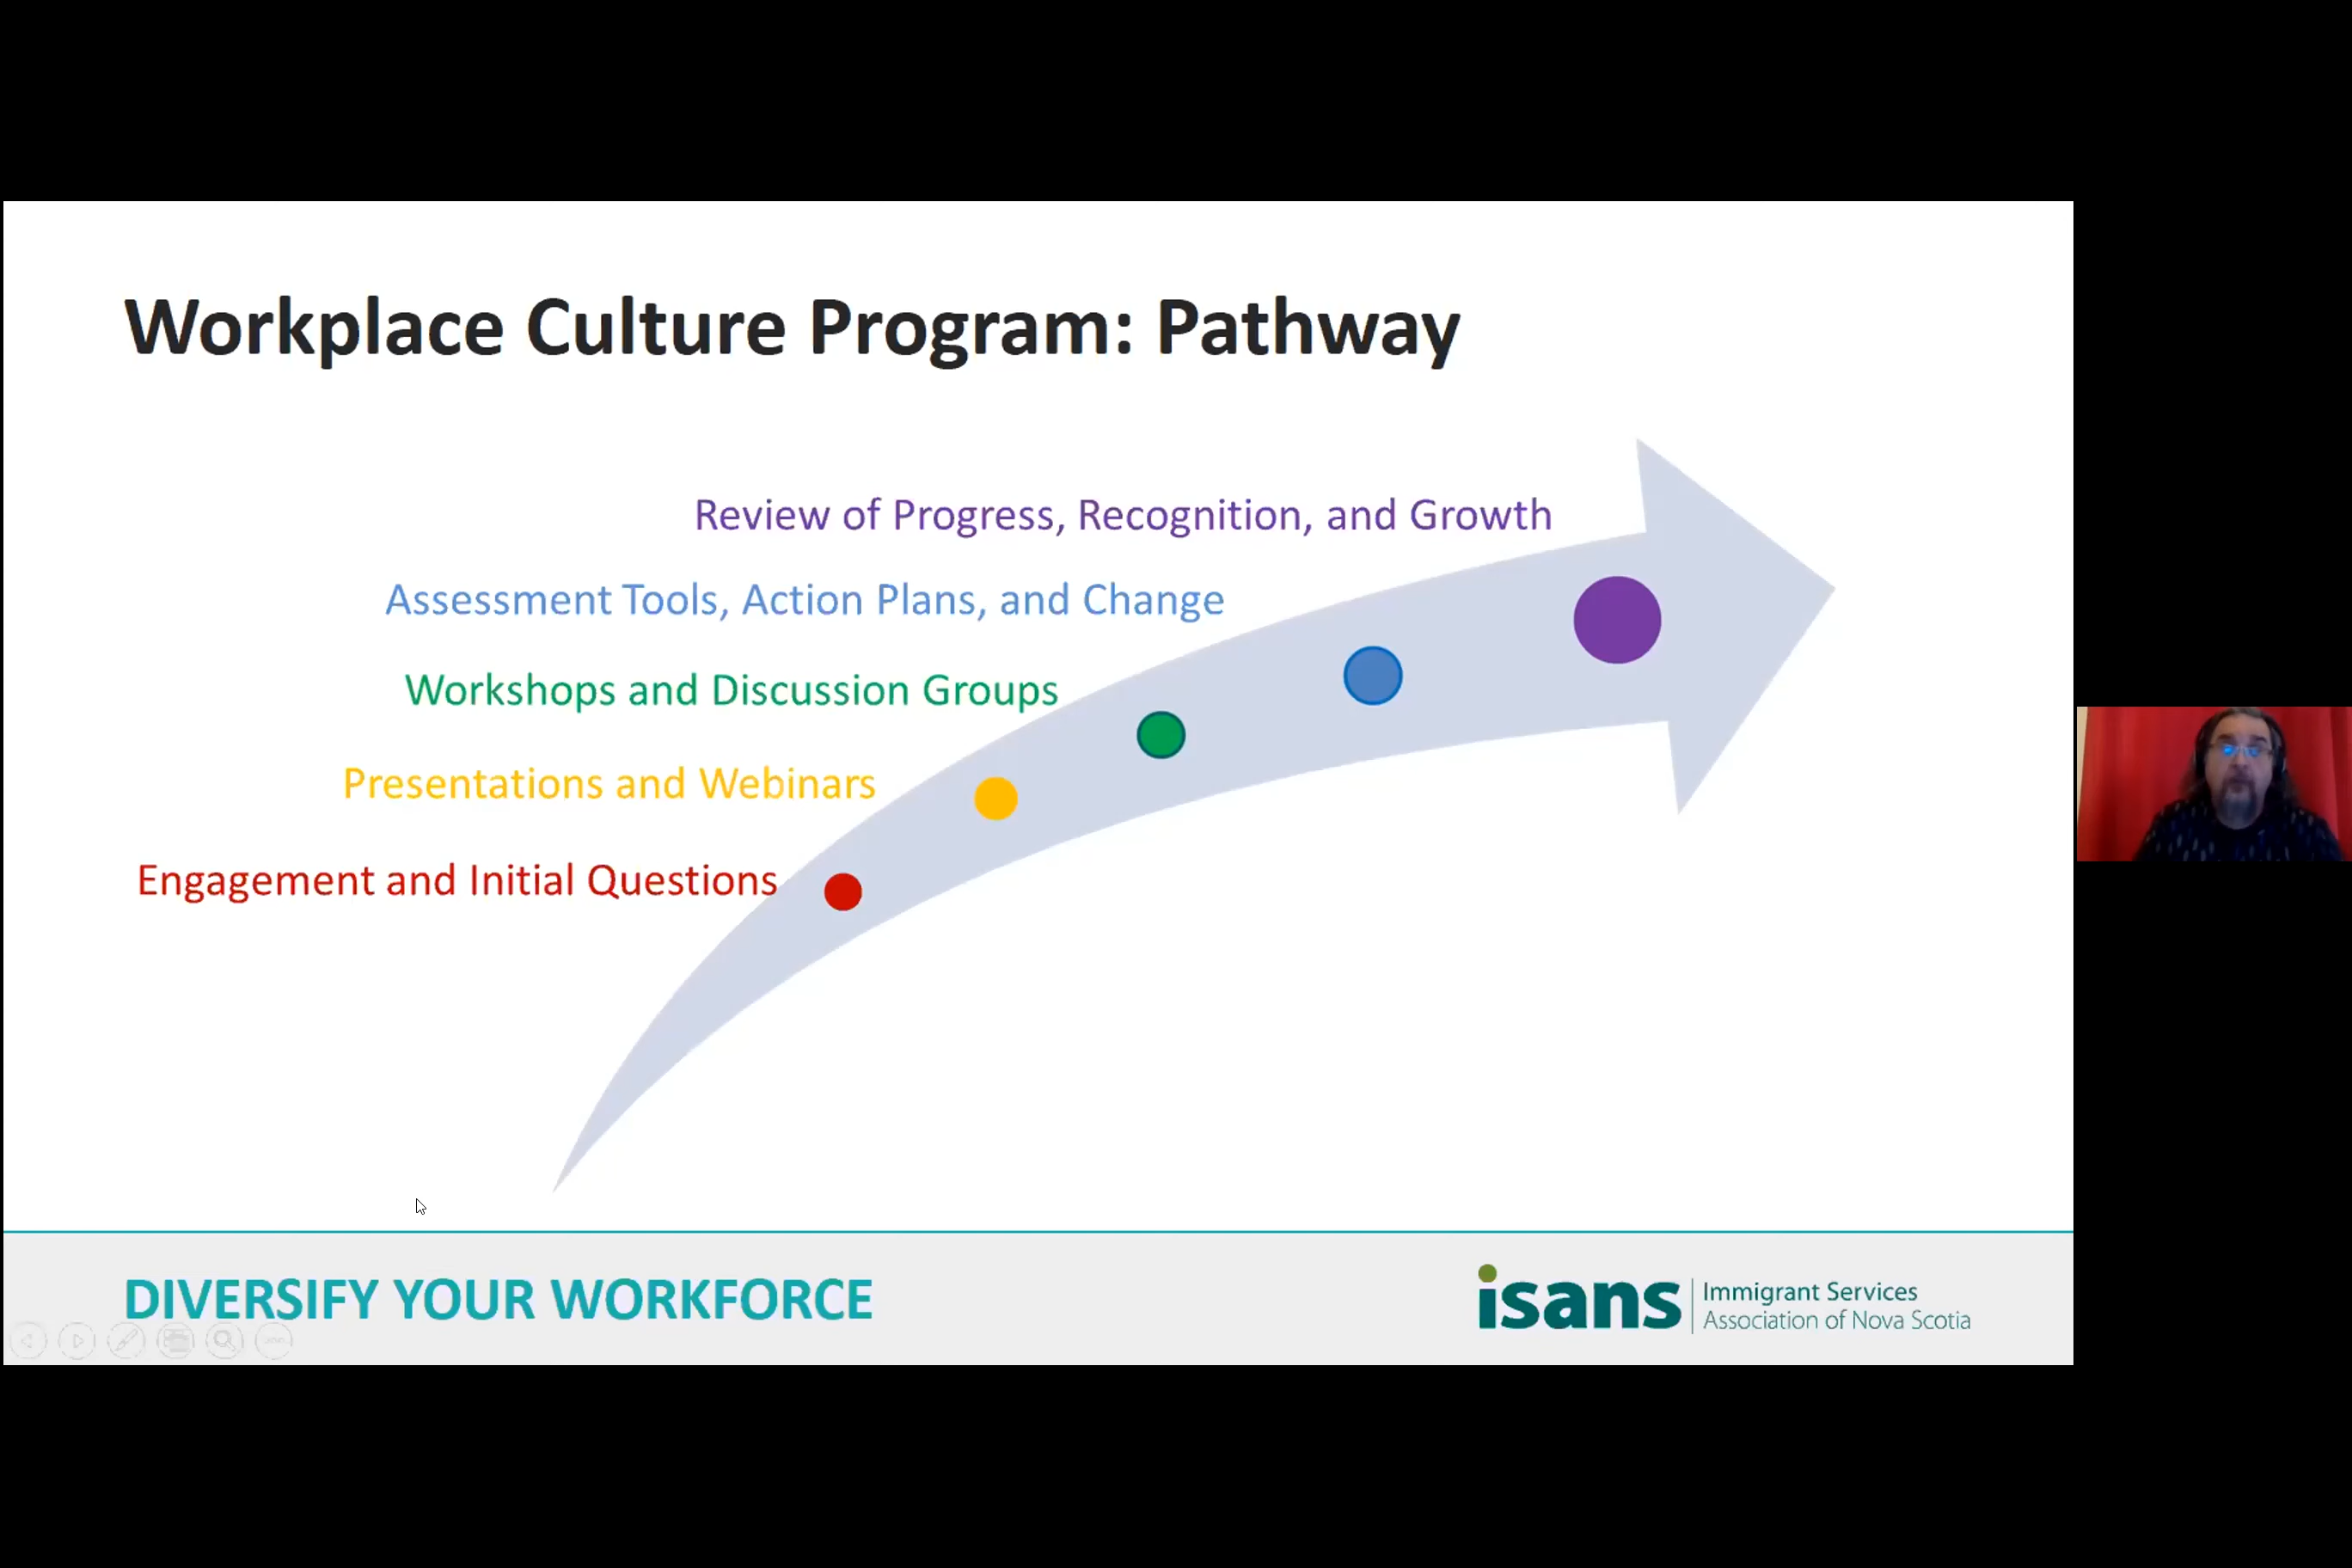 Workplace Culture Program: Pathway
Review of Progress, Recognition, and Growth
Assessment Tools, Action Plans, and Change
Workshops and Discussion Groups
Presentations and Webinars
Engagement and Initial Questions
DIVERSIFY YOUR WORKFORCE
isans
Immigrant Services
Association of Nova Scotia